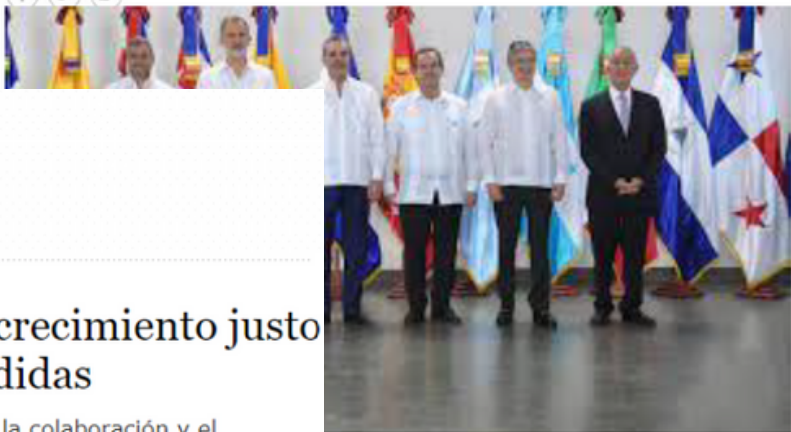 crecimiento justo
didas
la colaboración y el